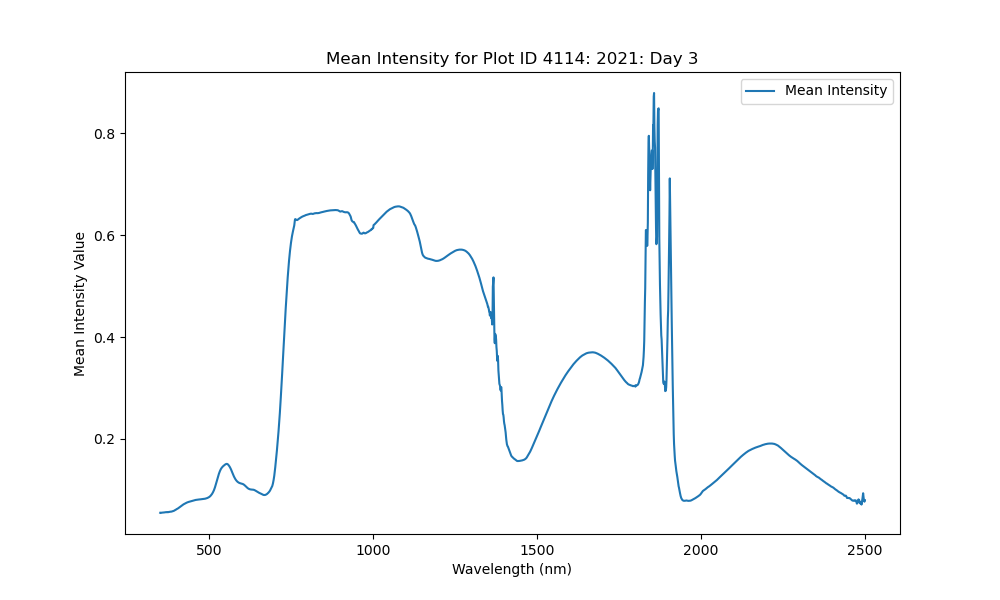 Mean Intensity for Plot ID 4114: 2021: Day 3
Mean Intensity
Mean Intensity Value
0.8
0.6
0.4
0.2
500
1000
1500
2000
2500
Wavelength (nm)